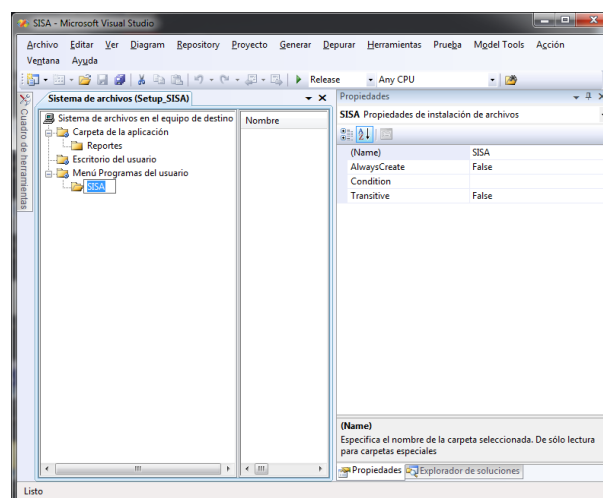 SISA - Microsoft Visual Studio
Archivo Editar Ver Diagram Repository Proyecto Generar Depurar Herramientas Prueba Model Tools Acción
Ventana Ayuda
Release Any CPU
Cuadro de herramientas
Sistema de archivos (Setup_SISA)
Sistema de archivos en el equipo de destino
Carpeta de la aplicación
Reportes
Escritorio del usuario
Menú Programas del usuario
SISA
Nombre
Propiedades
SISA Propiedades de instalación de archivos
(Name) SISA
AlwaysCreate False
Condition
Transitive False
(Name)
Especifica el nombre de la carpeta seleccionada. De sólo lectura
para carpetas especiales
Propiedades Explorador de soluciones
Listo